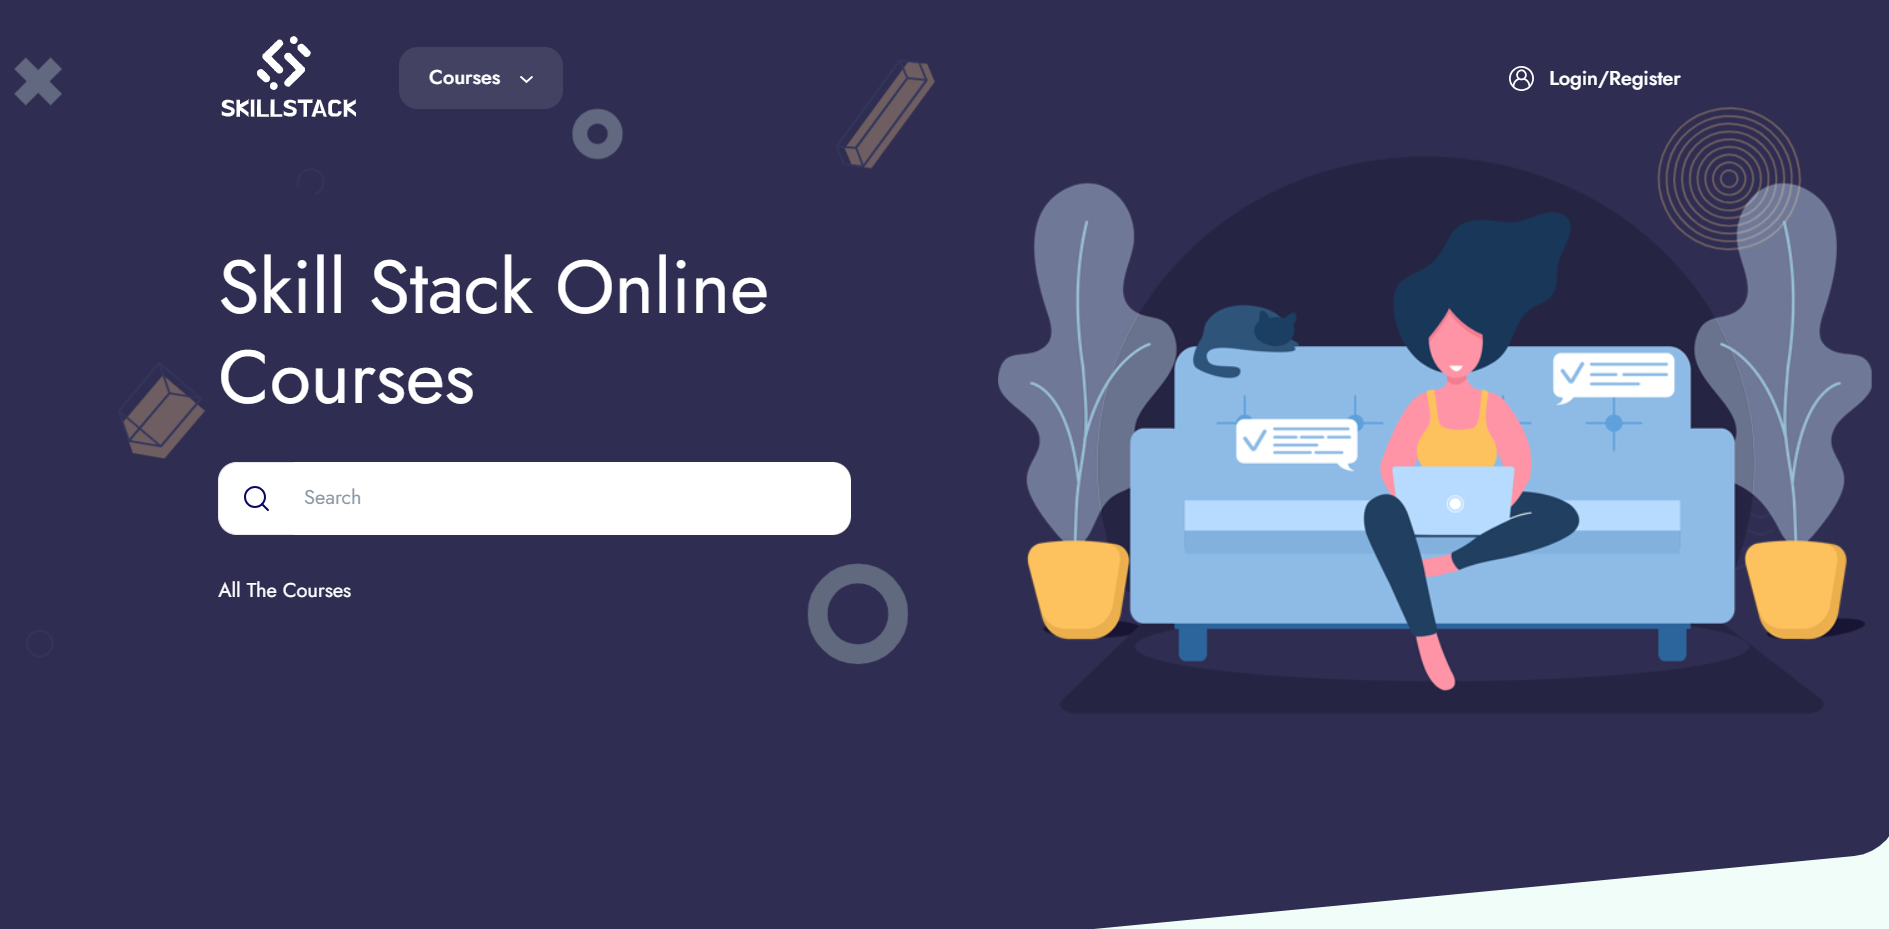 SKILLSTACK
Courses
Login/Register
Skill Stack Online
Courses
Search
All The Courses